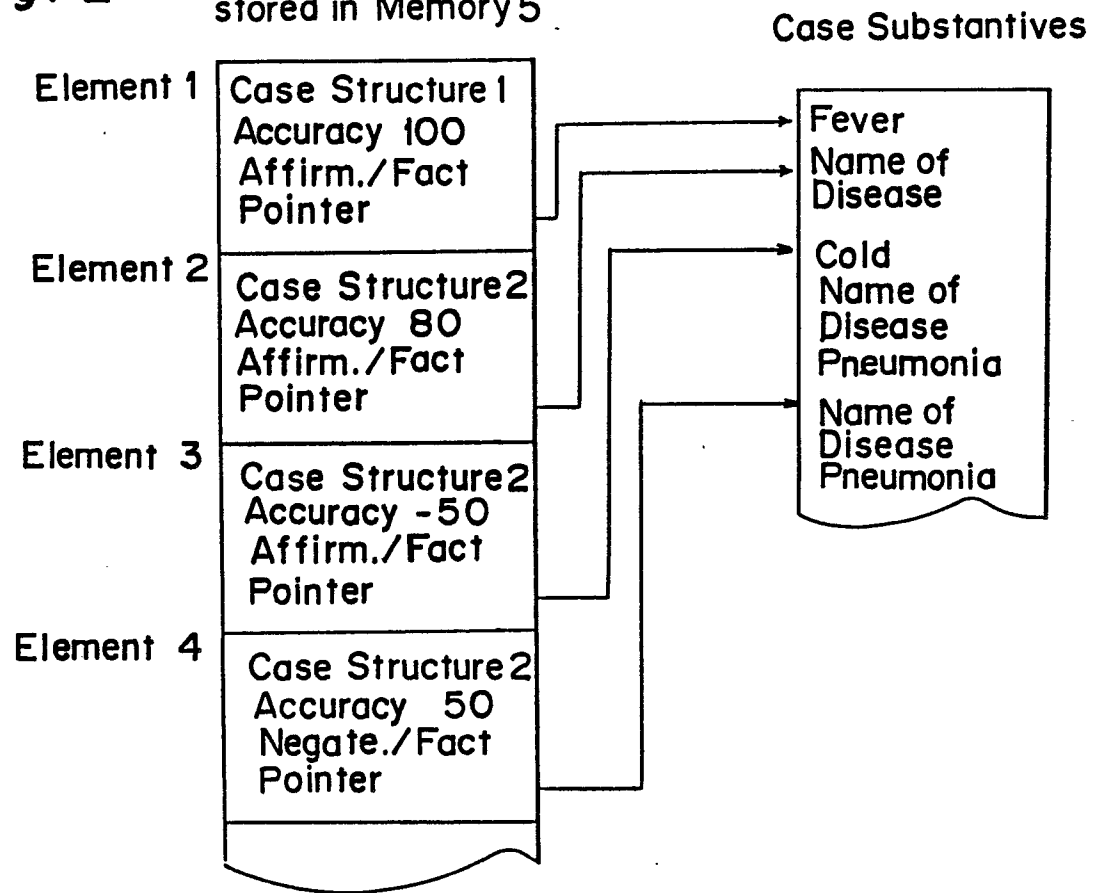 stored in Memory 5
Case Substantives
Element 1
Case Structure 1
Accuracy 100
Affirm./Fact
Pointer
Element 2
Case Structure 2
Accuracy 80
Affirm./Fact
Pointer
Element 3
Case Structure 2
Accuracy -50
Affirm./Fact
Pointer
Element 4
Case Structure 2
Accuracy 50
Negate./Fact
Pointer
Fever
Name of
Disease
Cold
Name of
Disease
Pneumonia
Name of
Disease
Pneumonia